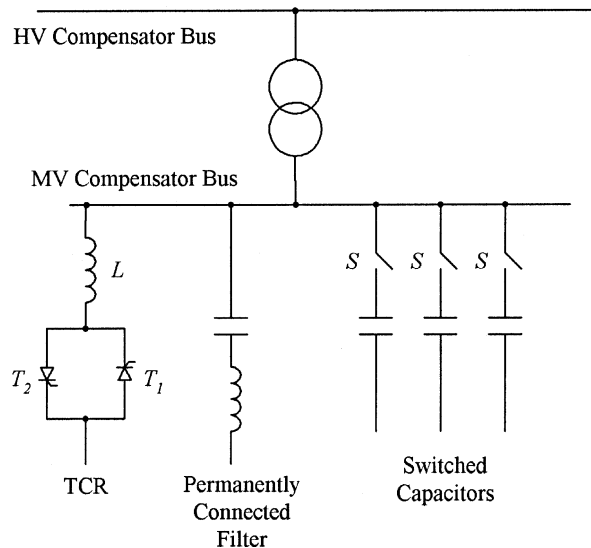 HV Compensator Bus
MV Compensator Bus
L
S S S
T2 T1
TCR
Permanently
Connected
Filter
Switched
Capacitors